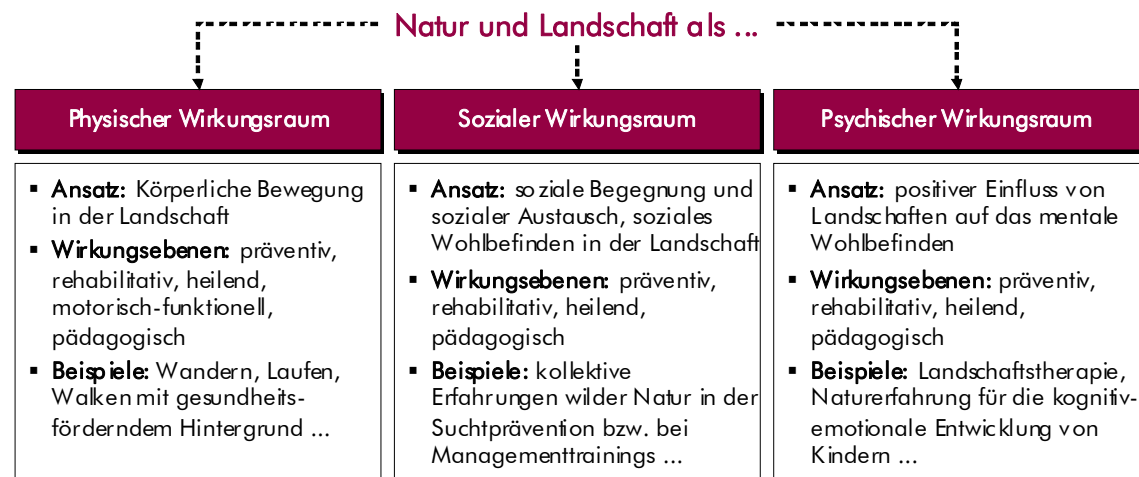 Natur und Landschaft als ...
Physischer Wirkungsraum
▪ Ansatz: Körperliche Bewegung
in der Landschaft
▪ Wirkungsebenen: präventiv,
rehabilitativ, heilend,
motorisch-funktionell,
pädagogisch
▪ Beispiele: Wandern, Laufen,
Walken mit gesundheits-
förderndem Hintergrund ...
Sozialer Wirkungsraum
▪ Ansatz: soziale Begegnung und
sozialer Austausch, soziales
Wohlbefinden in der Landschaft
▪ Wirkungsebenen: präventiv,
rehabilitativ, heilend,
pädagogisch
▪ Beispiele: kollektive
Erfahrungen wilder Natur in der
Suchtprävention bzw. bei
Managementtrainings ...
Psychischer Wirkungsraum
▪ Ansatz: positiver Einfluss von
Landschaften auf das mentale
Wohlbefinden
▪ Wirkungsebenen: präventiv,
rehabilitativ, heilend,
pädagogisch
▪ Beispiele: Landschaftstherapie,
Naturerfahrung für die kognitiv-
emotionale Entwicklung von
Kindern ...